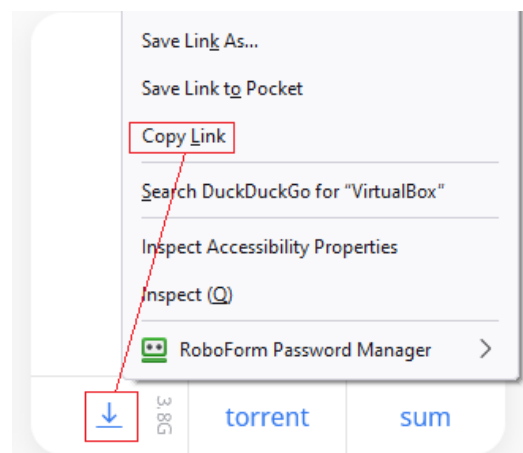 Save Link As...
Save Link to Pocket
Copy Link
Search DuckDuckGo for “VirtualBox”
Inspect Accessibility Properties
Inspect (Q)
RoboForm Password Manager
3.8G
torrent
sum